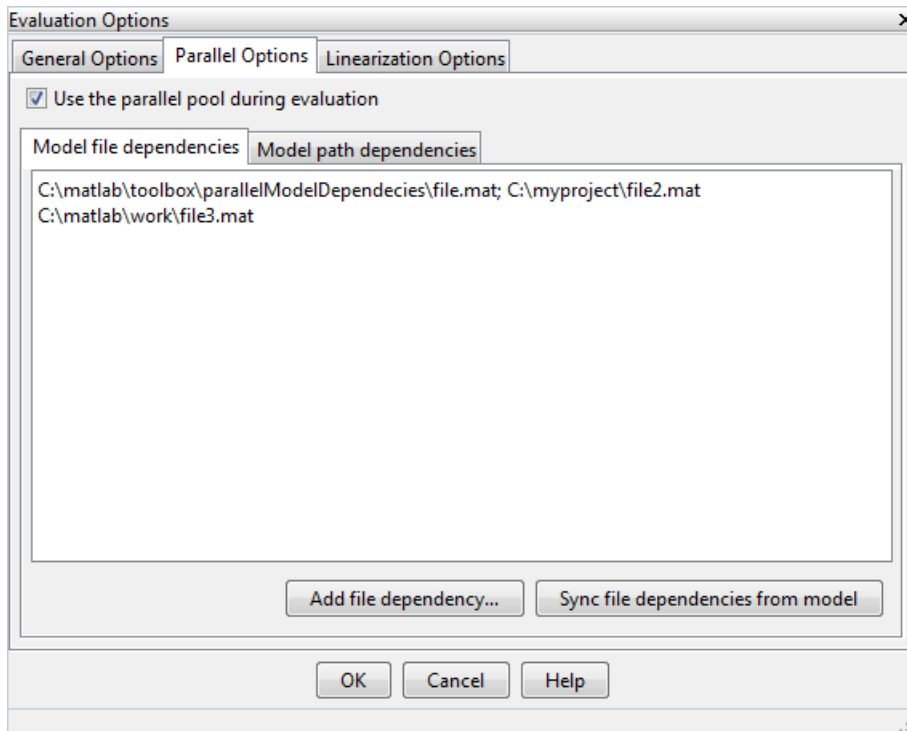 Evaluation Options
General Options Parallel Options Linearization Options
Use the parallel pool during evaluation
Model file dependencies Model path dependencies
C:\matlab\toolbox\parallelModelDependecies\file.mat; C:\myproject\file2.mat
C:\matlab\work\file3.mat
Add file dependency... Sync file dependencies from model
OK Cancel Help